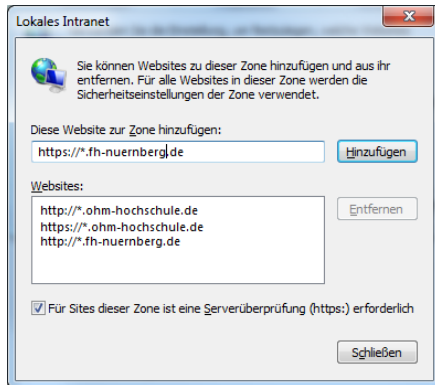 Lokales Intranet
Sie können Websites zu dieser Zone hinzufügen und aus ihr
entfernen. Für alle Websites in dieser Zone werden die
Sicherheitseinstellungen der Zone verwendet.
Diese Website zur Zone hinzufügen:
https://*.fh-nuernberg.de
Hinzufügen
Websites:
http://*.ohm-hochschule.de
https://*.ohm-hochschule.de
http://*.fh-nuernberg.de
Entfernen
Für Sites dieser Zone ist eine Serverüberprüfung (https:) erforderlich
Schließen